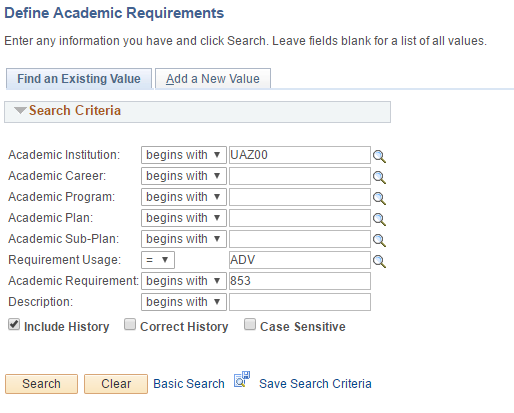 Define Academic Requirements
Enter any information you have and click Search. Leave fields blank for a list of all values.
Find an Existing Value Add a New Value
Search Criteria
Academic Institution: begins with UAZ00
Academic Career: begins with
Academic Program: begins with
Academic Plan: begins with
Academic Sub-Plan: begins with
Requirement Usage: = ADV
Academic Requirement: begins with 853
Description: begins with
Include History Correct History Case Sensitive
Search Clear Basic Search Save Search Criteria